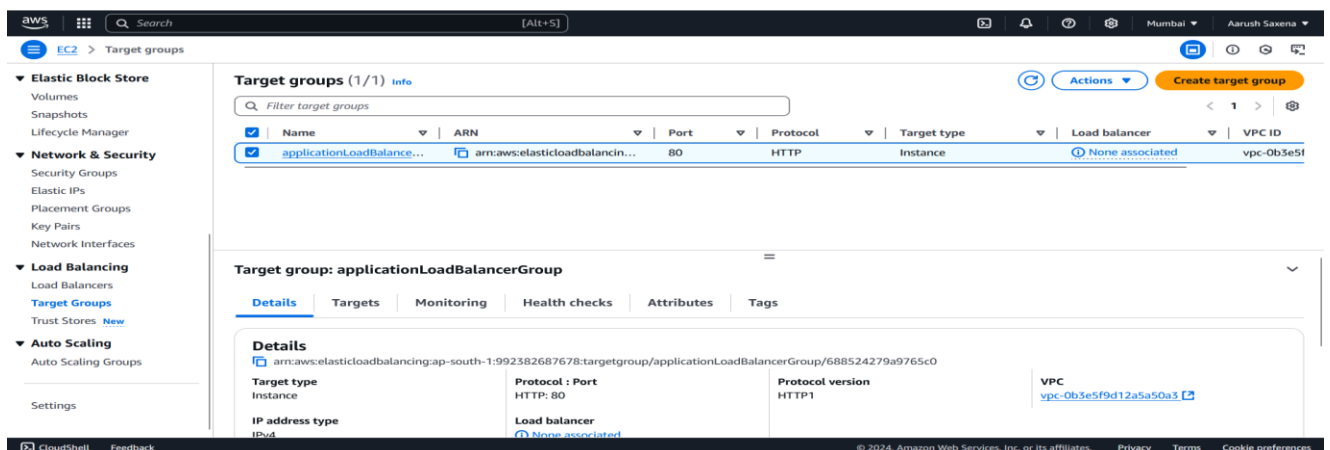 aws Search [Alt+S] Mumbai Aarush Saxena
EC2 > Target groups
Elastic Block Store
Volumes
Snapshots
Lifecycle Manager
Network & Security
Security Groups
Elastic IPs
Placement Groups
Key Pairs
Network Interfaces
Load Balancing
Load Balancers
Target Groups
Trust Stores New
Auto Scaling
Auto Scaling Groups
Settings
Target groups (1/1) Info Actions Create target group
Filter target groups < 1 >
Name ARN Port Protocol Target type Load balancer VPC ID
applicationLoadBalance... arn:aws:elasticloadbalancin... 80 HTTP Instance None associated vpc-0b3e5f
Target group: applicationLoadBalancerGroup
Details Targets Monitoring Health checks Attributes Tags
Details
arn:aws:elasticloadbalancing:ap-south-1:992382687678:targetgroup/applicationLoadBalancerGroup/688524279a9765c0
Target type Protocol : Port Protocol version VPC
Instance HTTP: 80 HTTP1 vpc-0b3e5f9d12a5a50a3
IP address type Load balancer
IPv4 None associated
CloudShell Feedback © 2024, Amazon Web Services, Inc. or its affiliates. Privacy Terms Cookie preferences